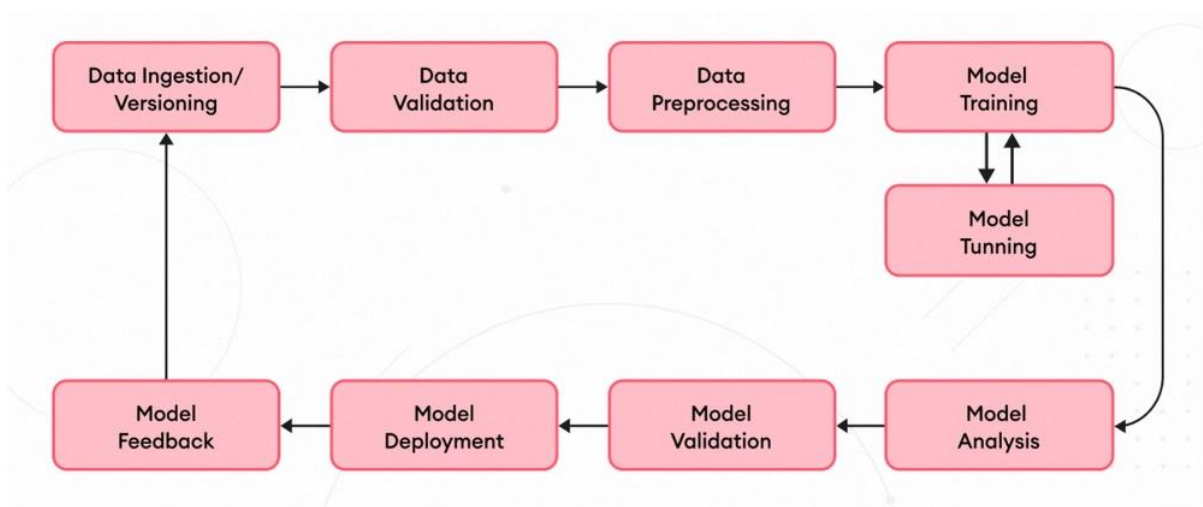 Data Ingestion/
Versioning
Data
Validation
Data
Preprocessing
Model
Training
Model
Tunning
Model
Feedback
Model
Deployment
Model
Validation
Model
Analysis